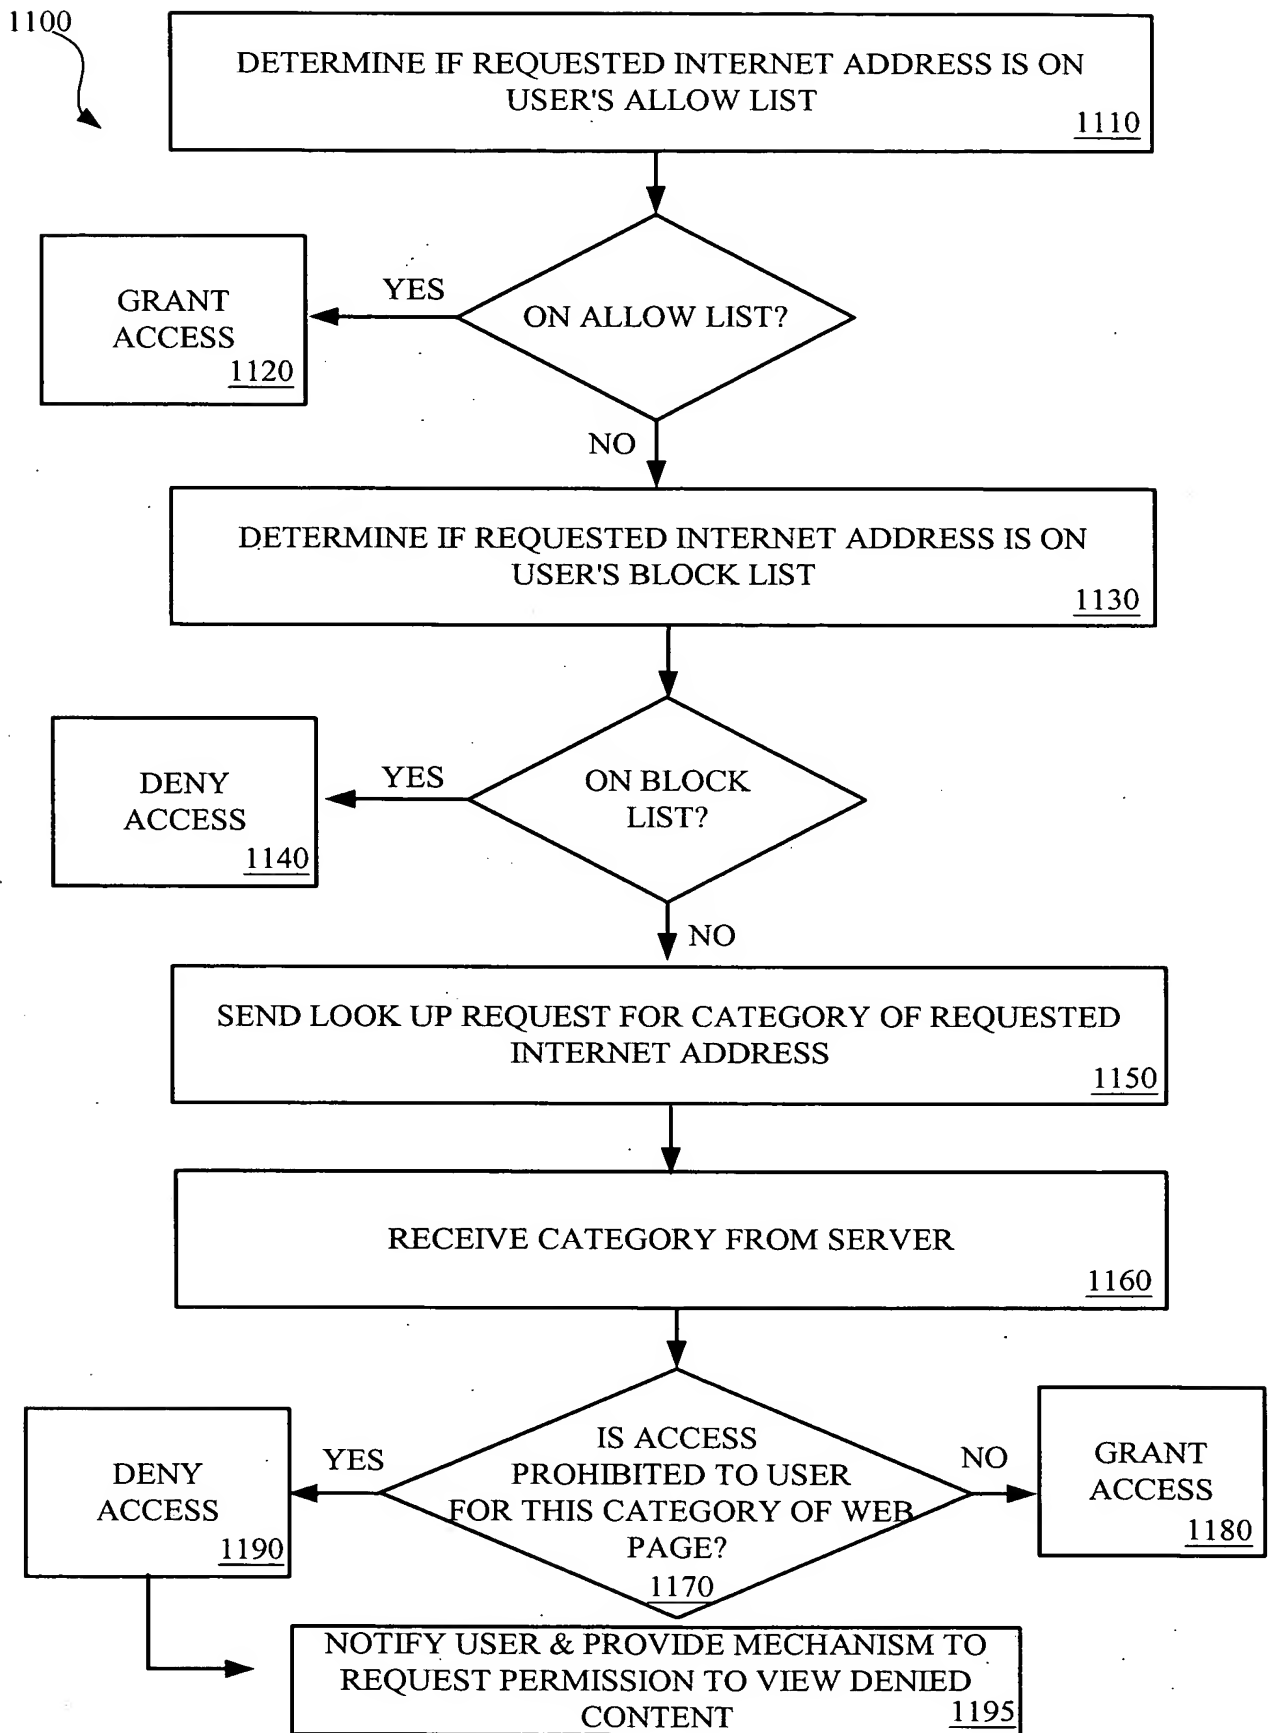 1100
DETERMINE IF REQUESTED INTERNET ADDRESS IS ON
USER'S ALLOW LIST
1110
GRANT
ACCESS
1120
YES
ON ALLOW LIST?
NO
DETERMINE IF REQUESTED INTERNET ADDRESS IS ON
USER'S BLOCK LIST
1130
DENY
ACCESS
1140
YES
ON BLOCK
LIST?
NO
SEND LOOK UP REQUEST FOR CATEGORY OF REQUESTED
INTERNET ADDRESS
1150
RECEIVE CATEGORY FROM SERVER
1160
DENY
ACCESS
1190
YES
IS ACCESS
PROHIBITED TO USER
FOR THIS CATEGORY OF WEB
PAGE?
1170
NO
GRANT
ACCESS
1180
NOTIFY USER & PROVIDE MECHANISM TO
REQUEST PERMISSION TO VIEW DENIED
CONTENT
1195